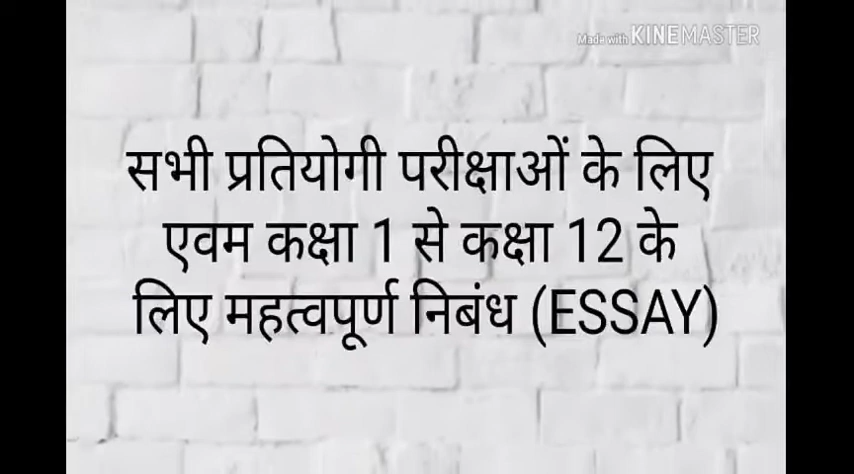 Made with KINEMASTER
सभी प्रतियोगी परीक्षाओं के लिए
एवम कक्षा 1 से कक्षा 12 के
लिए महत्वपूर्ण निबंध (ESSAY)